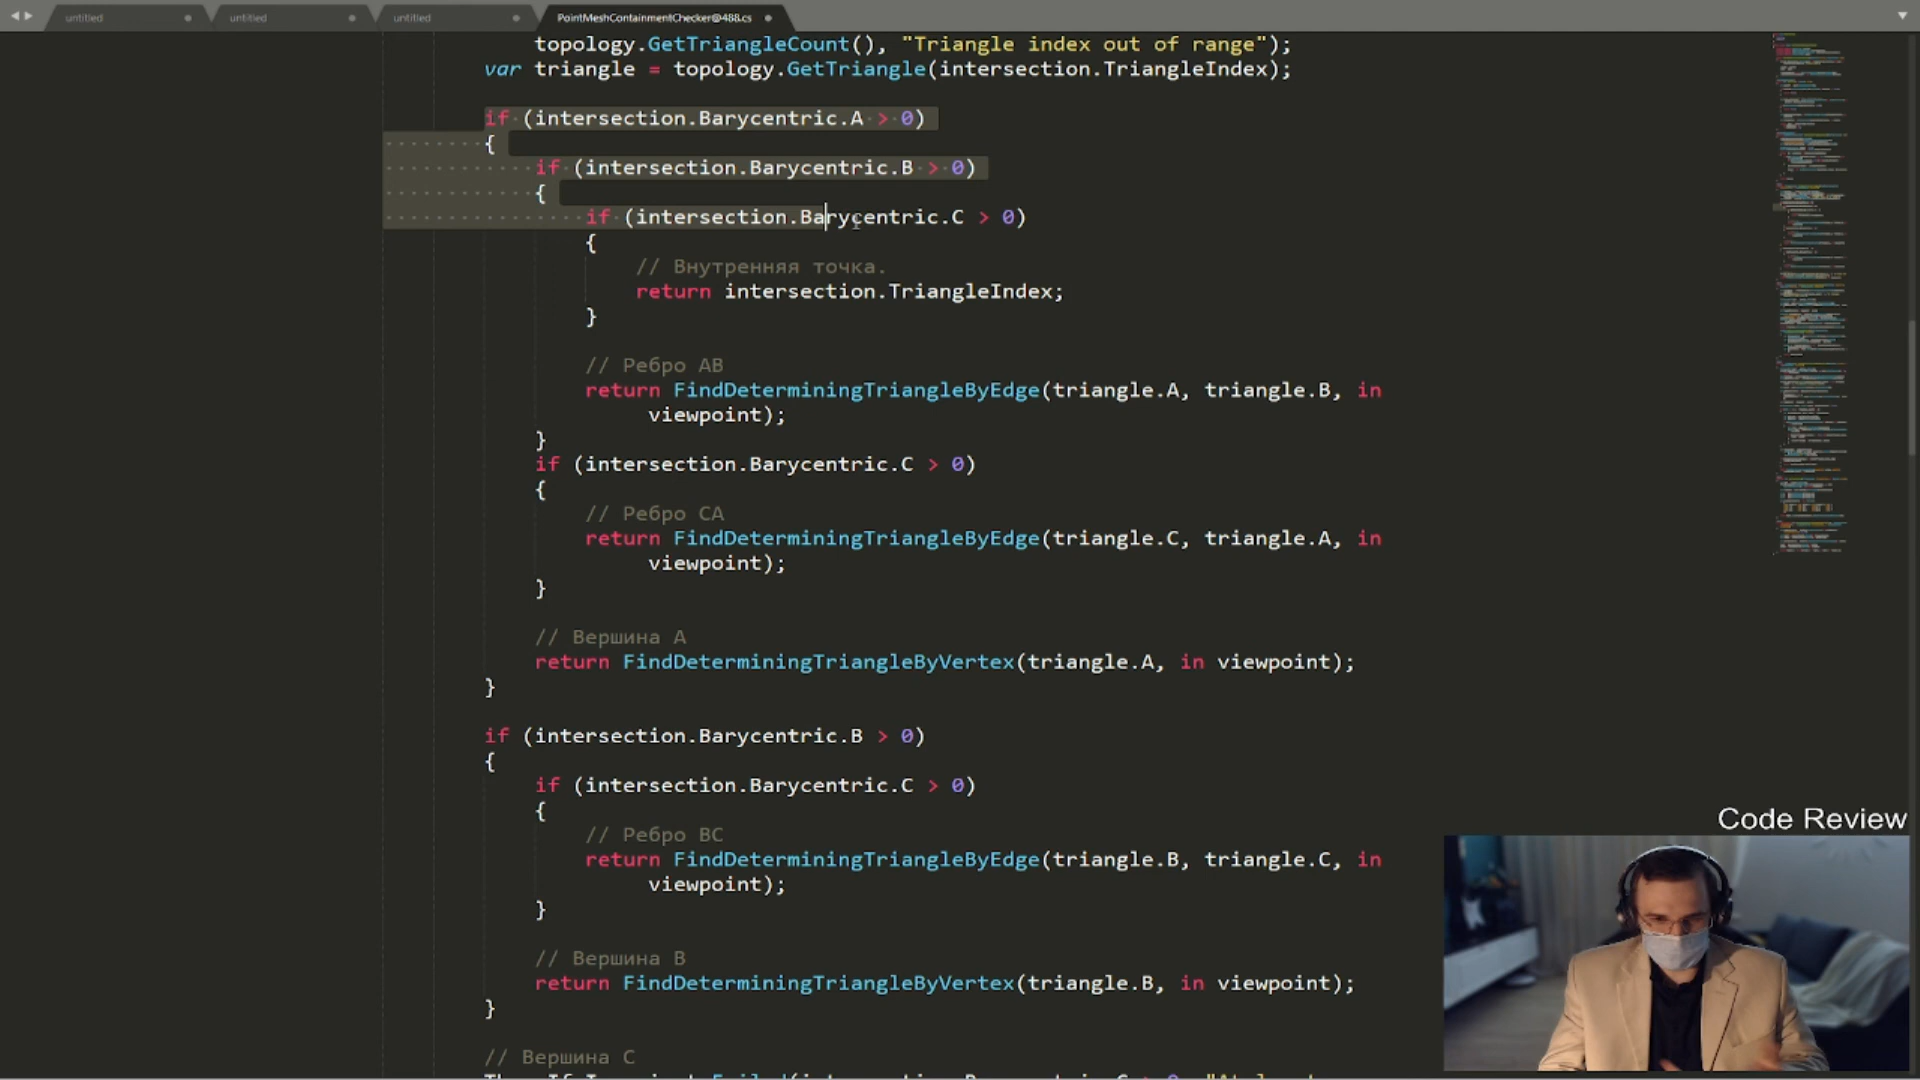 untitled untitled untitled PointMeshContainmentChecker@488.cs
topology.GetTriangleCount(), "Triangle index out of range");
var triangle = topology.GetTriangle(intersection.TriangleIndex);
if (intersection.Barycentric.A > 0)
{
if (intersection.Barycentric.B > 0)
{
if (intersection.Barycentric.C > 0)
{
// Внутренняя точка.
return intersection.TriangleIndex;
}
// Ребро AB
return FindDeterminingTriangleByEdge(triangle.A, triangle.B, in
viewpoint);
}
if (intersection.Barycentric.C > 0)
{
// Ребро CA
return FindDeterminingTriangleByEdge(triangle.C, triangle.A, in
viewpoint);
}
// Вершина A
return FindDeterminingTriangleByVertex(triangle.A, in viewpoint);
}
if (intersection.Barycentric.B > 0)
{
if (intersection.Barycentric.C > 0)
{
// Ребро BC
return FindDeterminingTriangleByEdge(triangle.B, triangle.C, in
viewpoint);
}
// Вершина B
return FindDeterminingTriangleByVertex(triangle.B, in viewpoint);
}
// Вершина C
Code Review